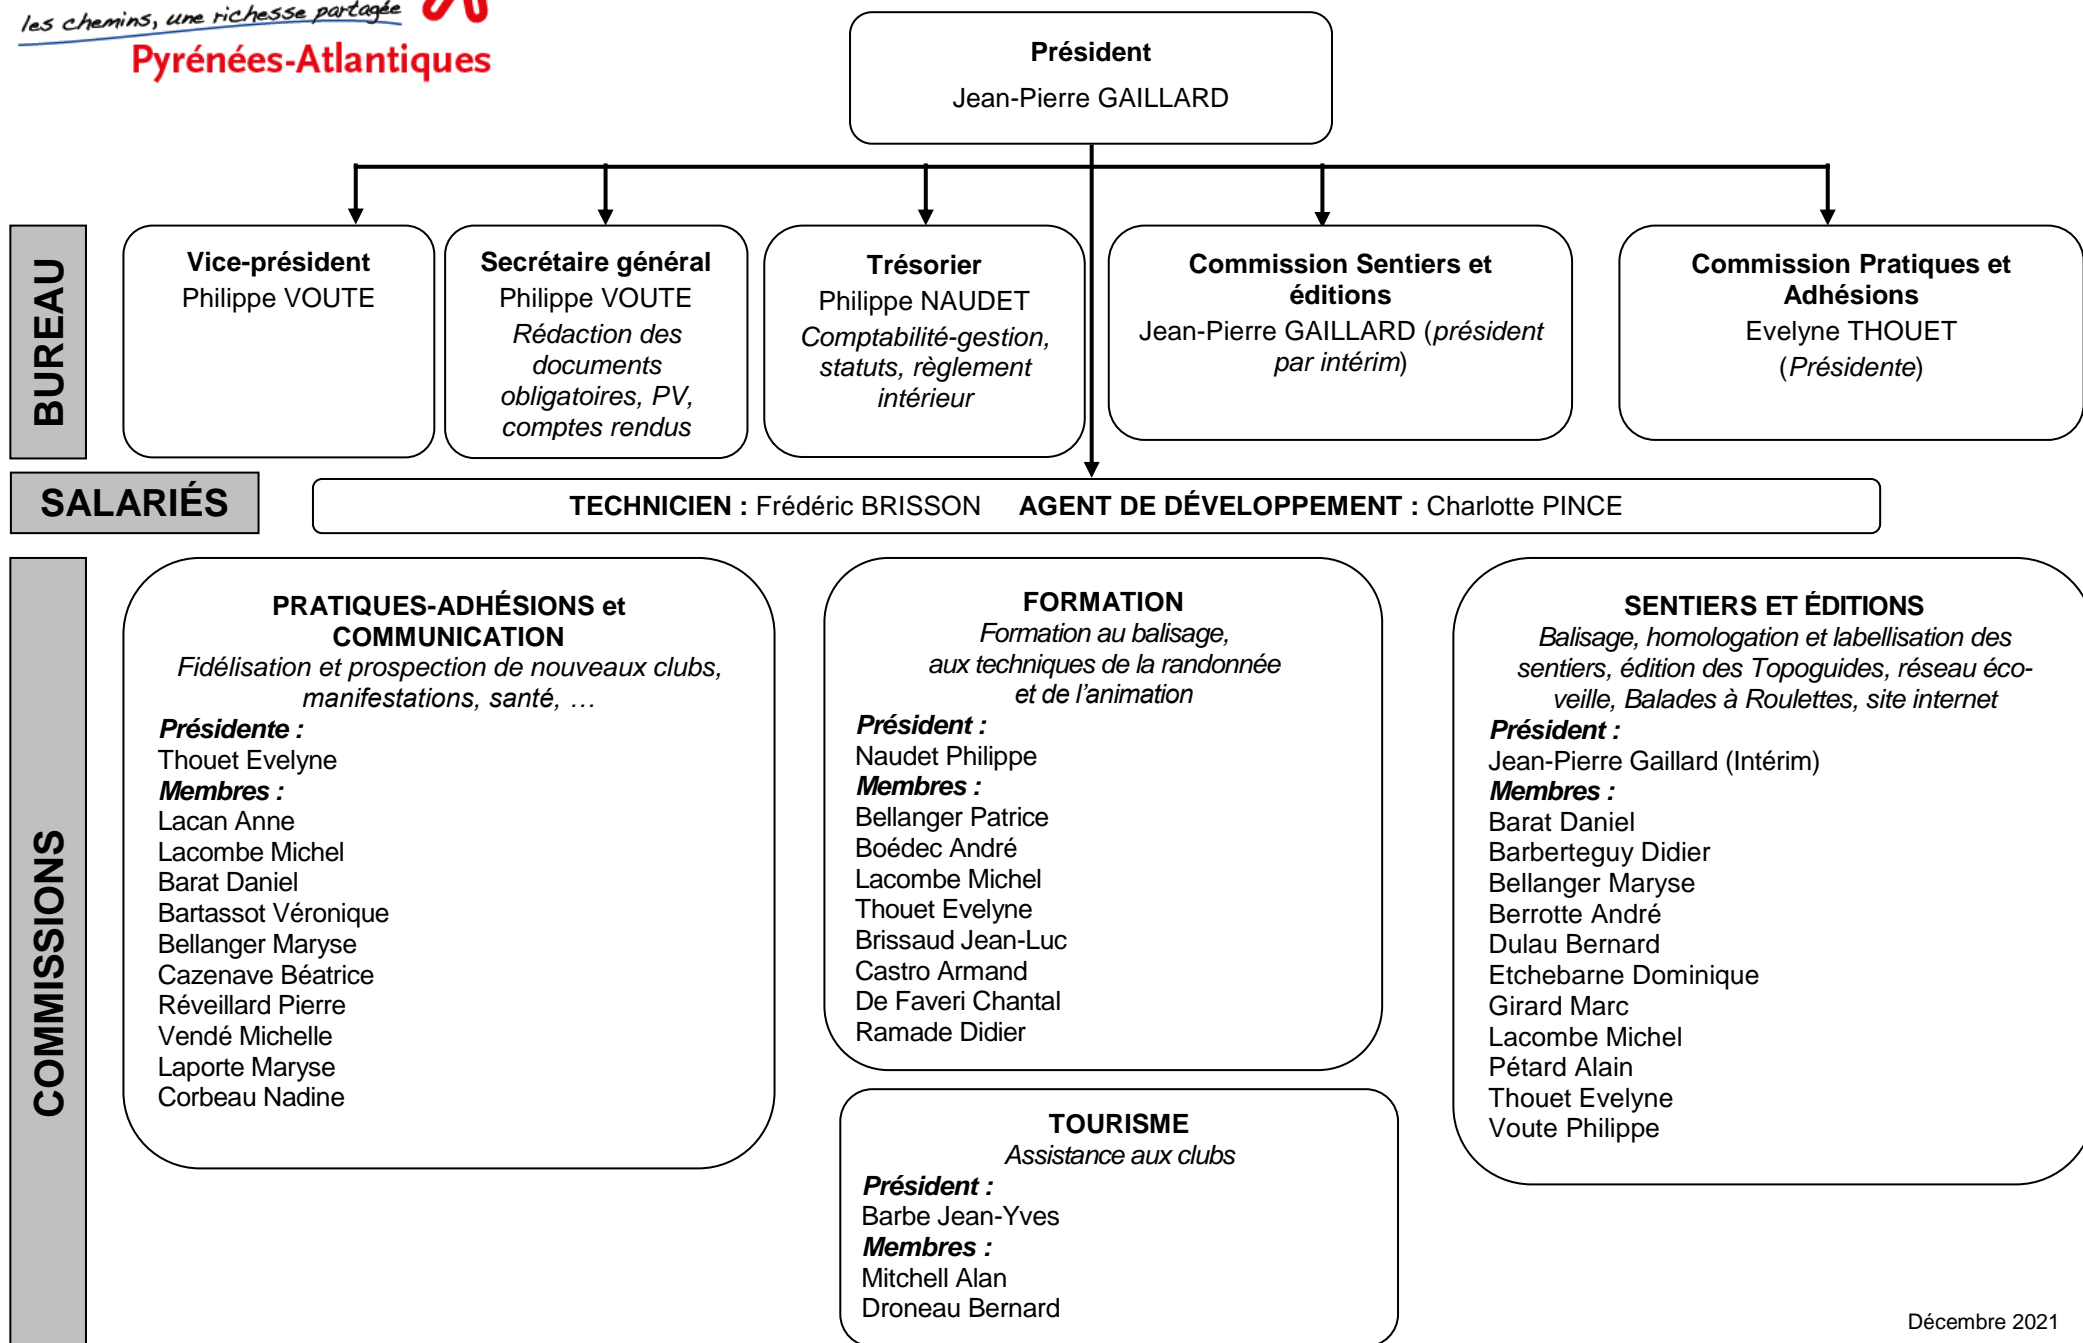 les chemins, une richesse partagée
Pyrénées-Atlantiques
Président
Jean-Pierre GAILLARD
BUREAU
Vice-président
Philippe VOUTE
Secrétaire général
Philippe VOUTE
Rédaction des
documents
obligatoires, PV,
comptes rendus
Trésorier
Philippe NAUDET
Comptabilité-gestion,
statuts, règlement
intérieur
Commission Sentiers et
éditions
Jean-Pierre GAILLARD (président
par intérim)
Commission Pratiques et
Adhésions
Evelyne THOUET
(Présidente)
SALARIÉS
TECHNICIEN : Frédéric BRISSON AGENT DE DÉVELOPPEMENT : Charlotte PINCE
COMMISSIONS
PRATIQUES-ADHÉSIONS et
COMMUNICATION
Fidélisation et prospection de nouveaux clubs,
manifestations, santé, …
Présidente :
Thouet Evelyne
Membres :
Lacan Anne
Lacombe Michel
Barat Daniel
Bartassot Véronique
Bellanger Maryse
Cazenave Béatrice
Réveillard Pierre
Vendé Michelle
Laporte Maryse
Corbeau Nadine
FORMATION
Formation au balisage,
aux techniques de la randonnée
et de l'animation
Président :
Naudet Philippe
Membres :
Bellanger Patrice
Boédec André
Lacombe Michel
Thouet Evelyne
Brissaud Jean-Luc
Castro Armand
De Faveri Chantal
Ramade Didier
TOURISME
Assistance aux clubs
Président :
Barbe Jean-Yves
Membres :
Mitchell Alan
Droneau Bernard
SENTIERS ET ÉDITIONS
Balisage, homologation et labellisation des
sentiers, édition des Topoguides, réseau éco-
veille, Balades à Roulettes, site internet
Président :
Jean-Pierre Gaillard (Intérim)
Membres :
Barat Daniel
Barberteguy Didier
Bellanger Maryse
Berrotte André
Dulau Bernard
Etchebarne Dominique
Girard Marc
Lacombe Michel
Pétard Alain
Thouet Evelyne
Voute Philippe
Décembre 2021